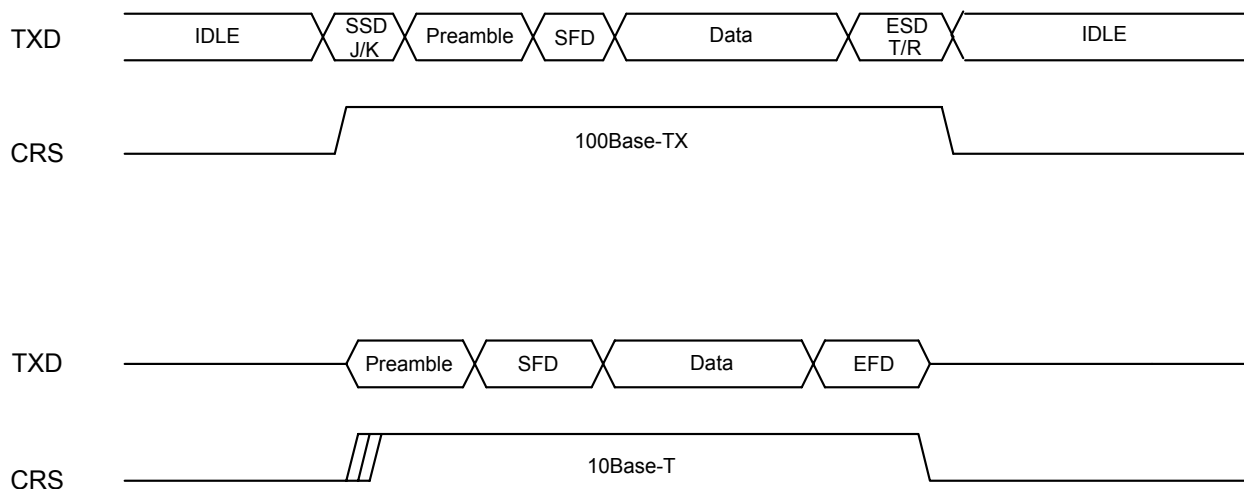 TXD
IDLE
SSD
J/K
Preamble
SFD
Data
ESD
T/R
IDLE
CRS
100Base-TX
TXD
Preamble
SFD
Data
EFD
CRS
10Base-T